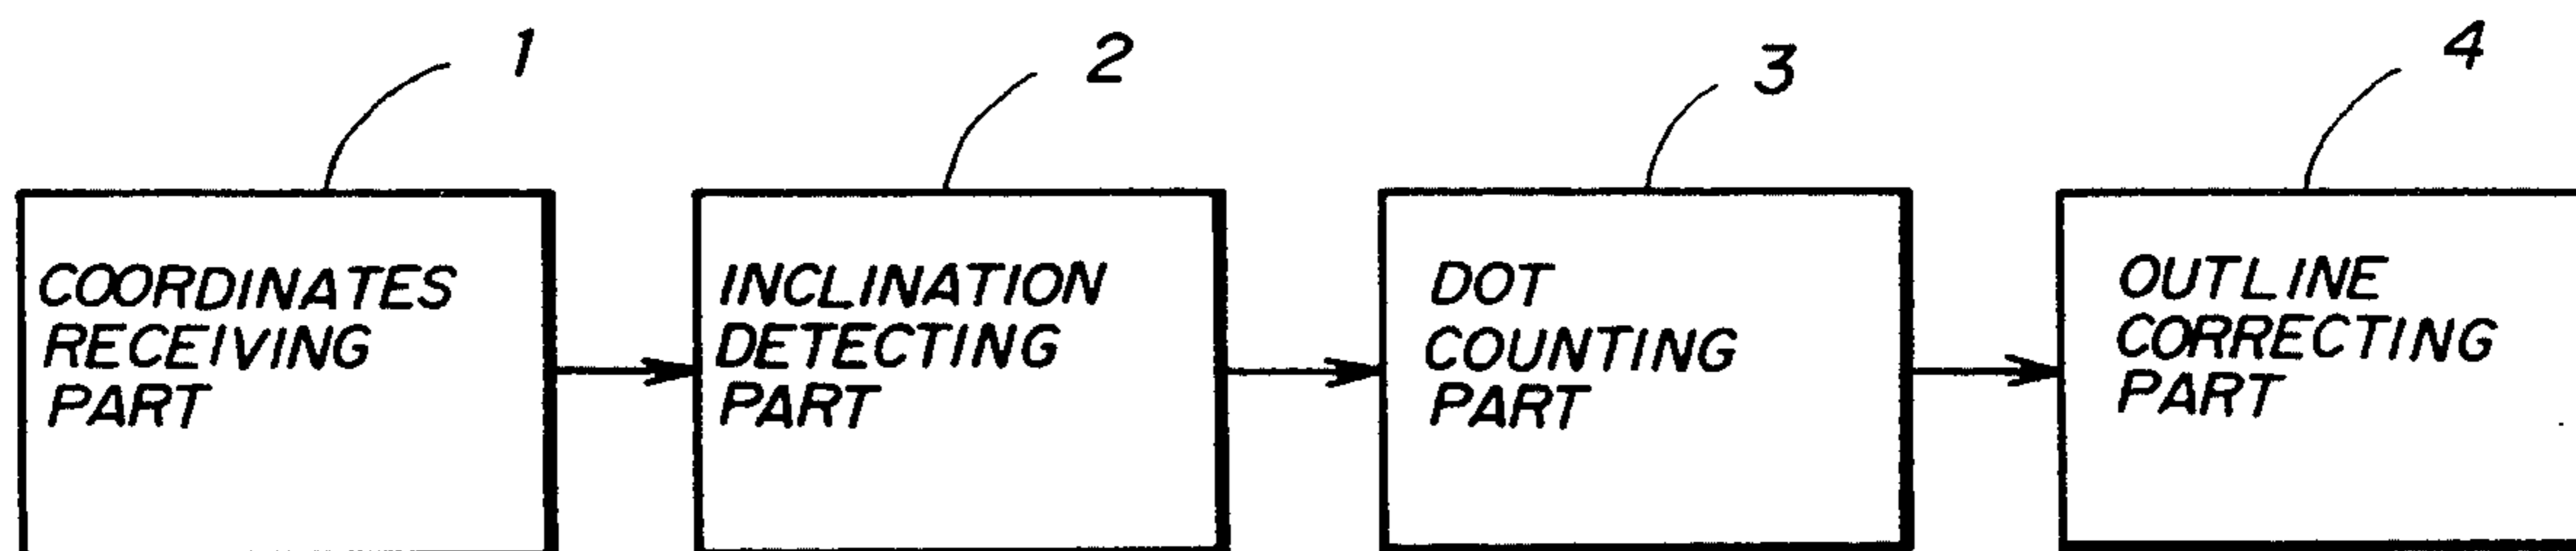 1
2
3
4
COORDINATES
RECEIVING
PART
INCLINATION
DETECTING
PART
DOT
COUNTING
PART
OUTLINE
CORRECTING
PART